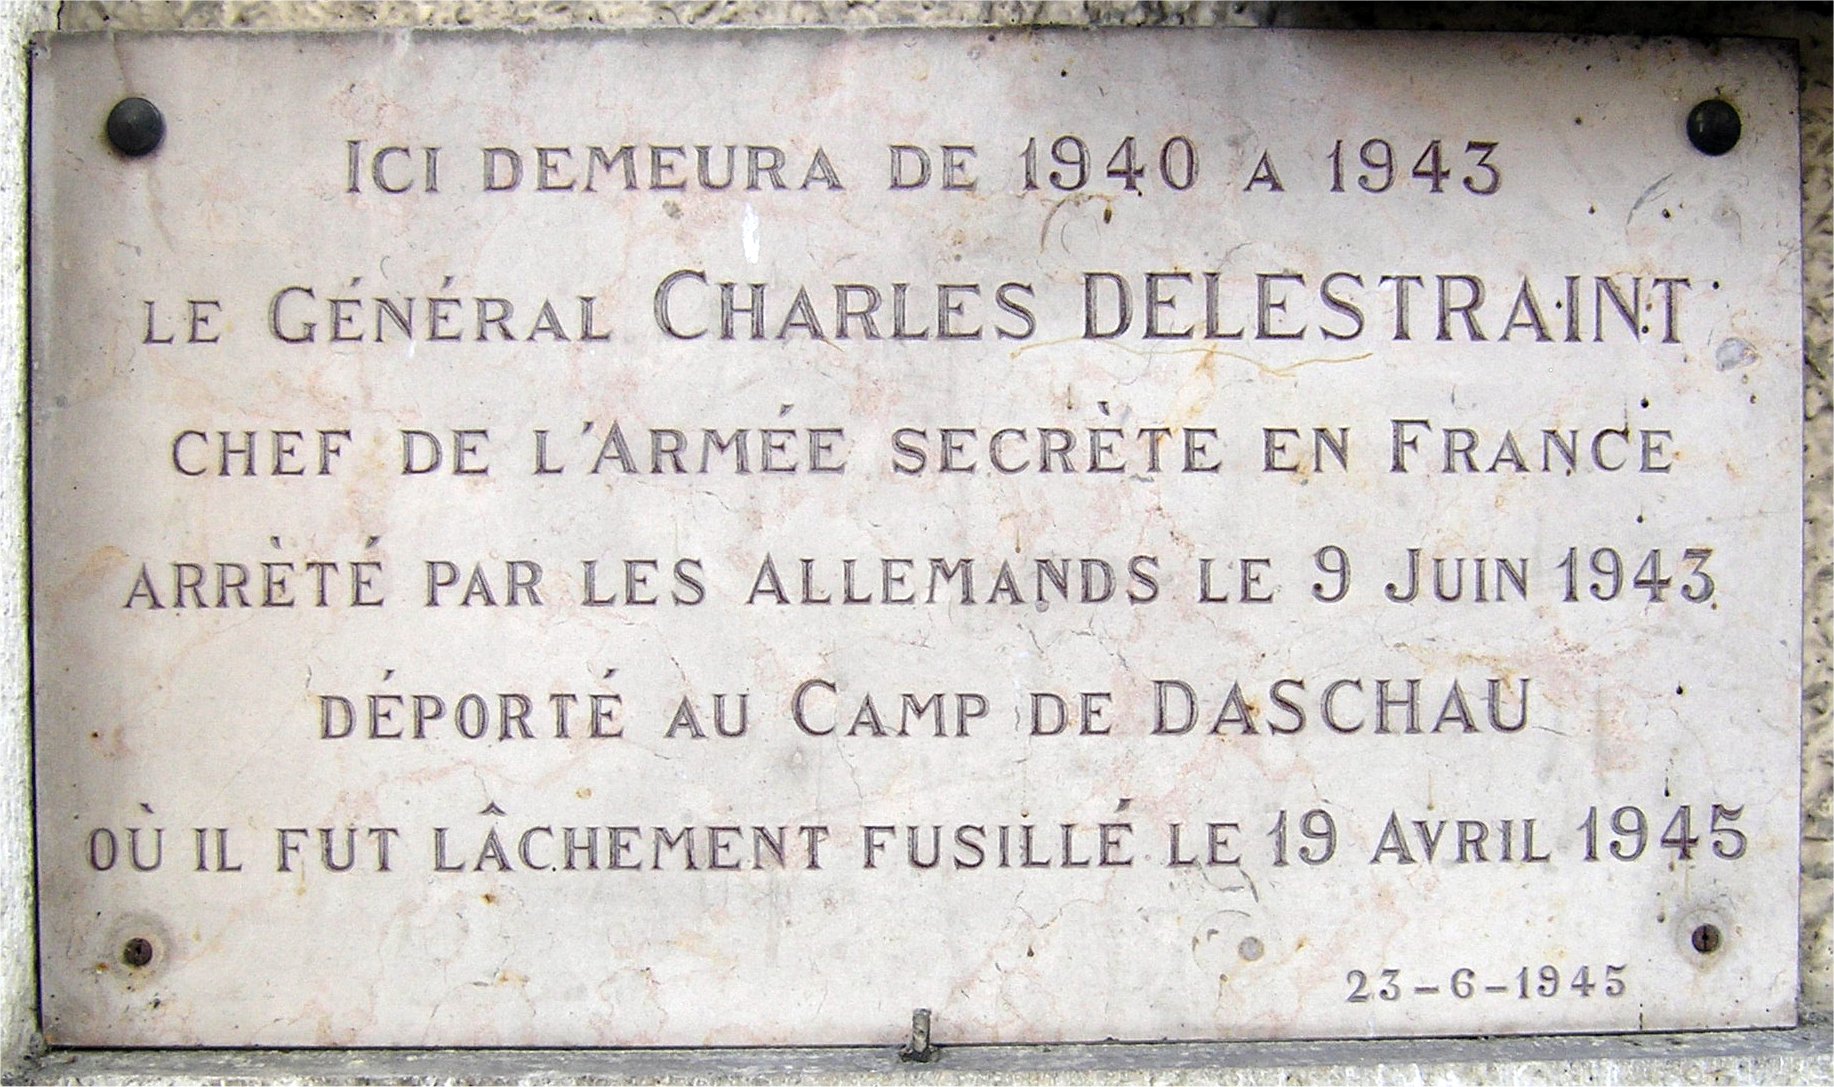 ICI DEMEURA DE 1940 A 1943
LE GÉNÉRAL CHARLES DELESTRAINT
CHEF DE L'ARMÉE SECRÈTE EN FRANCE
ARRÈTÉ PAR LES ALLEMANDS LE 9 JUIN 1943
DÉPORTÉ AU CAMP DE DASCHAU
OÙ IL FUT LÂCHEMENT FUSILLÉ LE 19 AVRIL 1945
23-6-1945